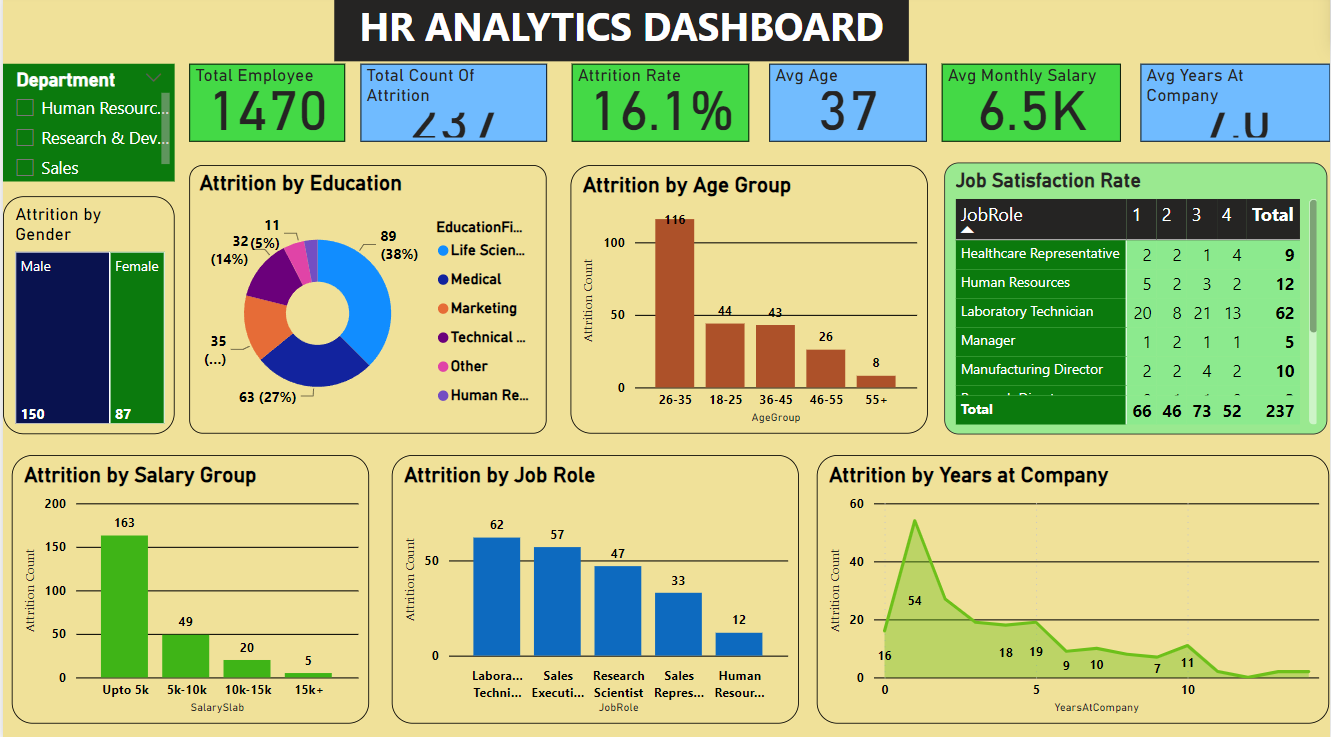 HR ANALYTICS DASHBOARD
Department
Human Resourc...
Research & Dev...
Sales
Total Employee
1470
Total Count Of
Attrition
237
Attrition Rate
16.1%
Avg Age
37
Avg Monthly Salary
6.5K
Avg Years At
Company
7.0
Attrition by
Gender
Male
Female
150
87
Attrition by Education
11
32 (5%)
(14%)
89
(38%)
35
(...)
63 (27%)
EducationFi...
Life Scien...
Medical
Marketing
Technical ...
Other
Human Re...
Attrition by Age Group
Attrition Count
100
50
0
116
44
43
26
8
26-35 18-25 36-45 46-55 55+
AgeGroup
Job Satisfaction Rate
JobRole 1 2 3 4 Total
Healthcare Representative 2 2 1 4 9
Human Resources 5 2 3 2 12
Laboratory Technician 20 8 21 13 62
Manager 1 2 1 1 5
Manufacturing Director 2 2 4 2 10
Total 66 46 73 52 237
Attrition by Salary Group
Attrition Count
200
150
100
50
0
163
49
20
5
Upto 5k 5k-10k 10k-15k 15k+
SalarySlab
Attrition by Job Role
Attrition Count
50
0
62
57
47
33
12
Labora... Sales Research Sales Human
Techni... Executi... Scientist Repres... Resour...
JobRole
Attrition by Years at Company
Attrition Count
60
40
20
0
16
54
18
19
9
10
7
11
0 5 10
YearsAtCompany